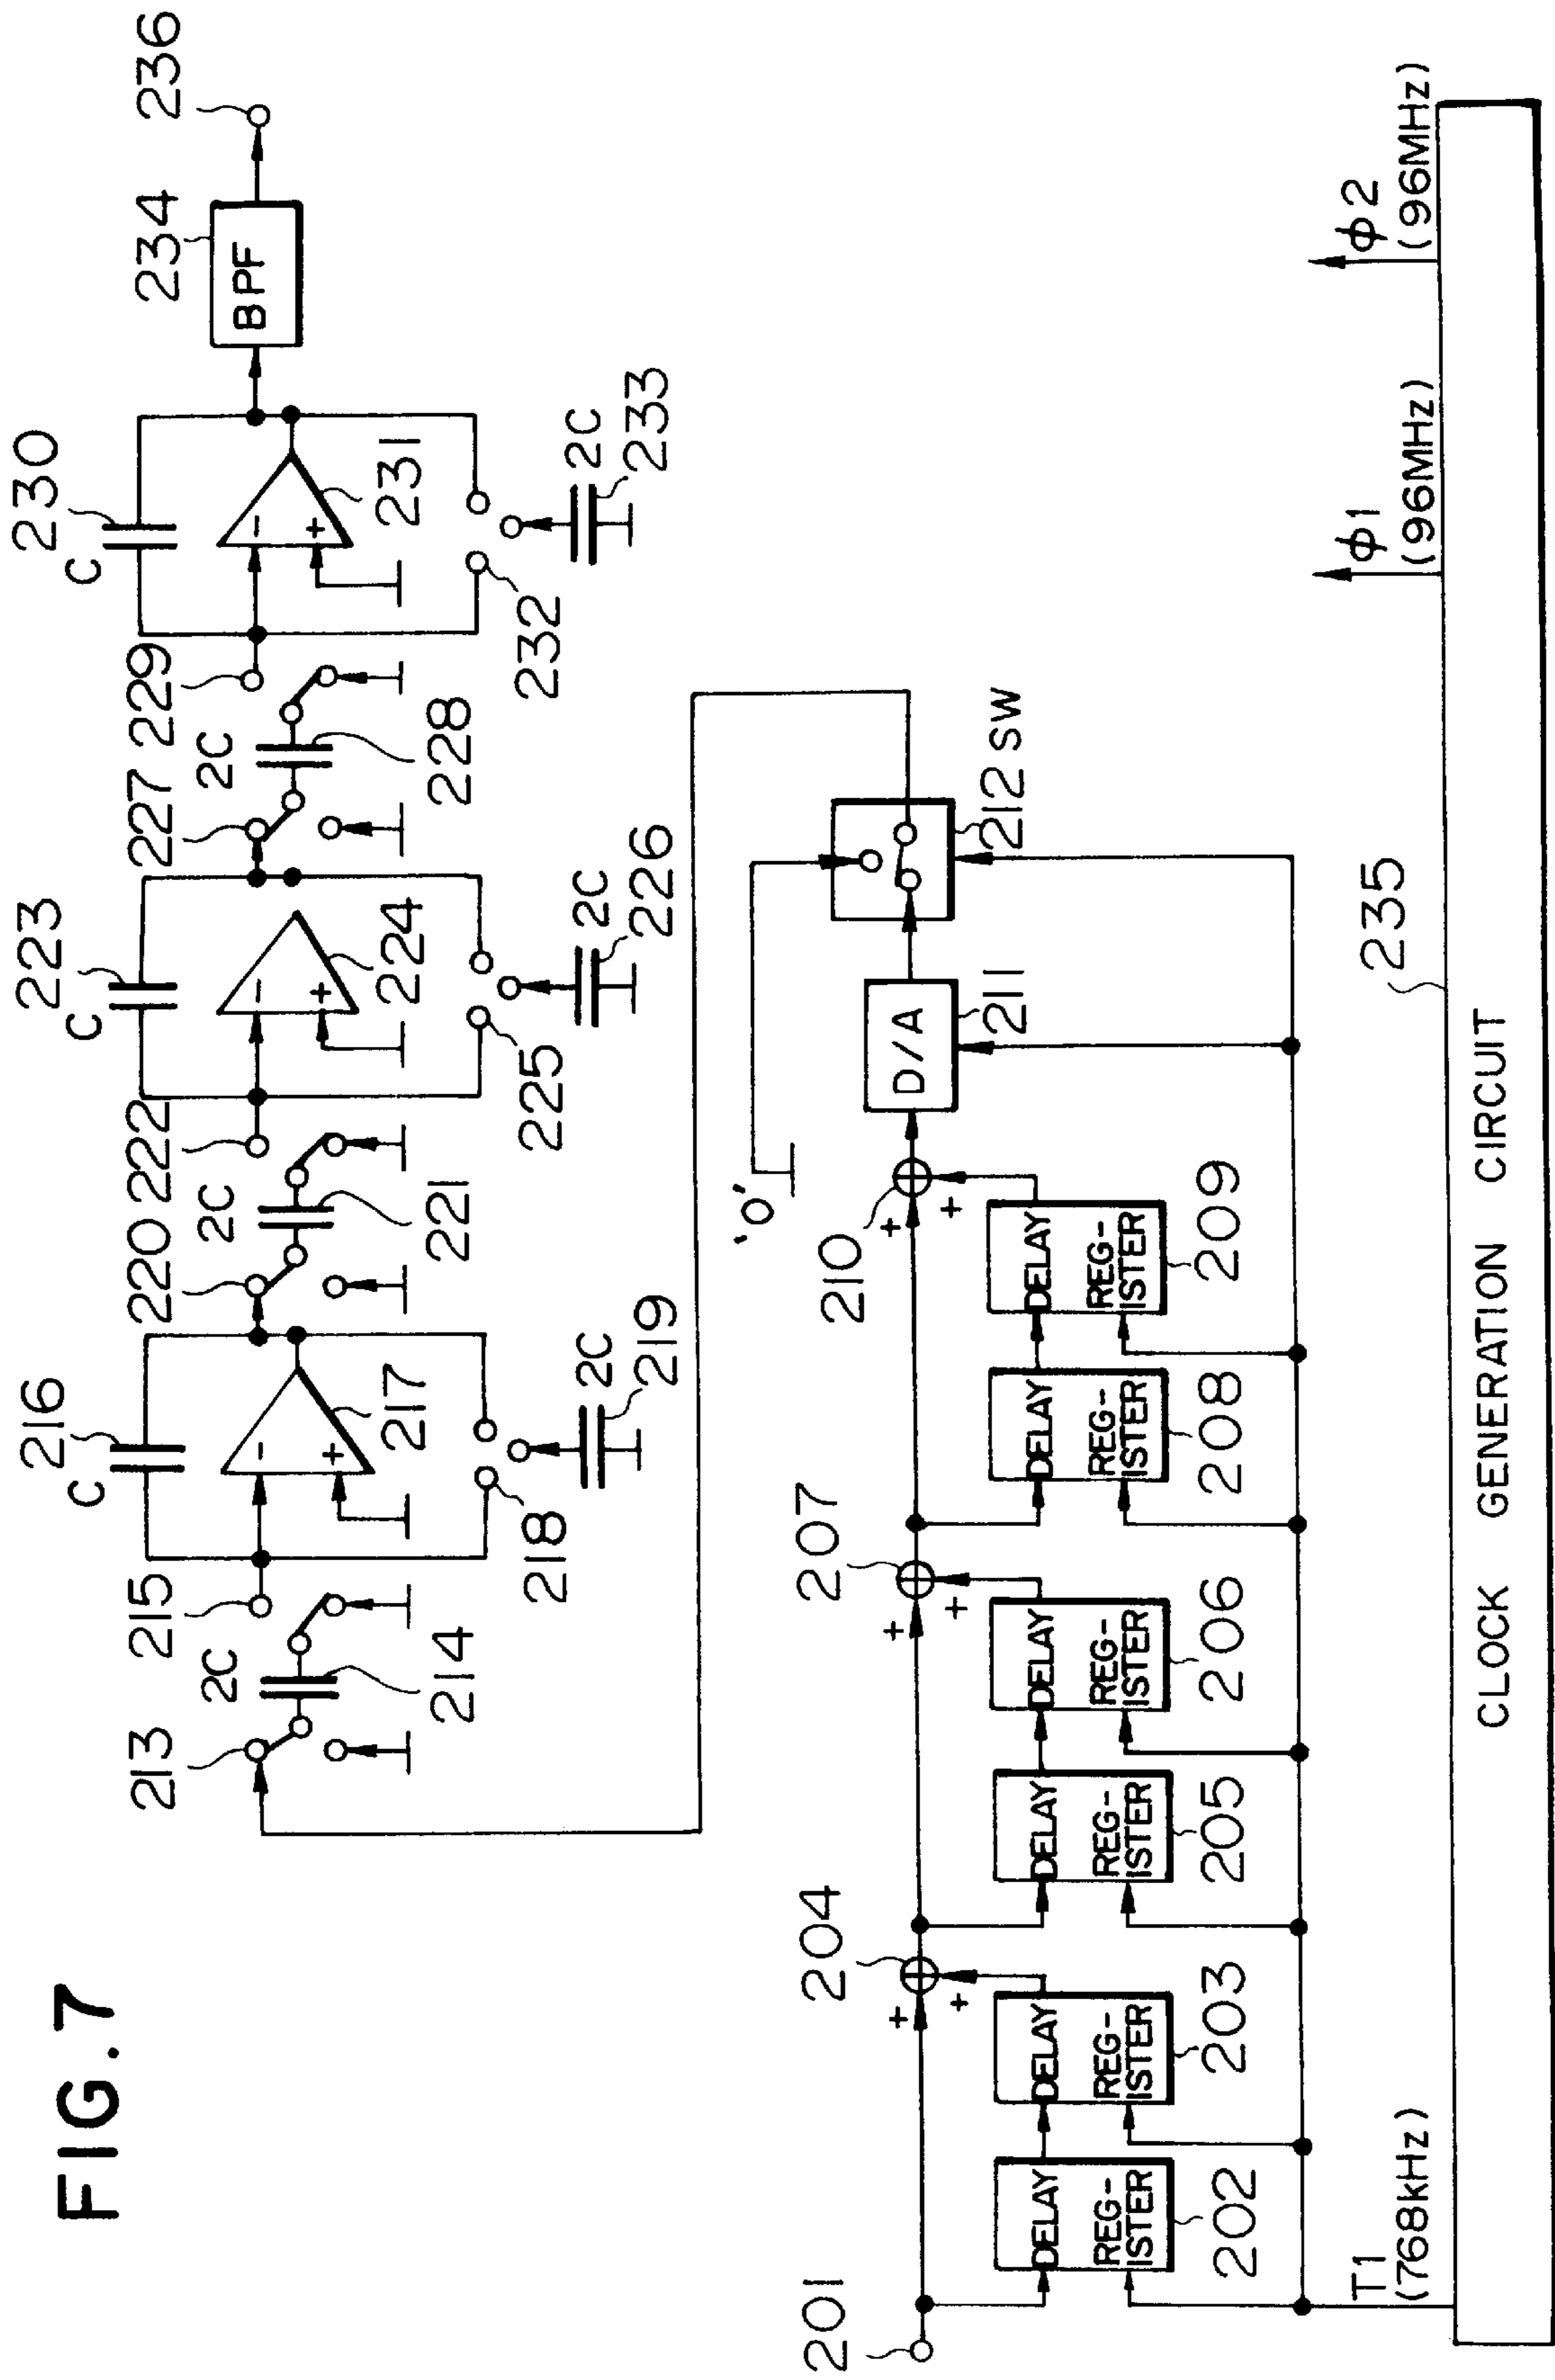 FIG.7
213
2C
214
215
C
216
217
218
2C
219
-
+
220
2C
221
222
C
223
224
225
2C
226
-
+
227
2C
228
229
C
230
231
232
2C
233
-
+
BPF
234
236
201
DELAY
REG-
ISTER
202
DELAY
REG-
ISTER
203
+
+
204
DELAY
REG-
ISTER
205
DELAY
REG-
ISTER
206
+
+
207
DELAY
REG-
ISTER
208
DELAY
REG-
ISTER
209
+
+
210
D/A
211
'0'
212 SW
T1
(768kHz)
235
φ1
(96MHz)
φ2
(96MHz)
CLOCK GENERATION CIRCUIT